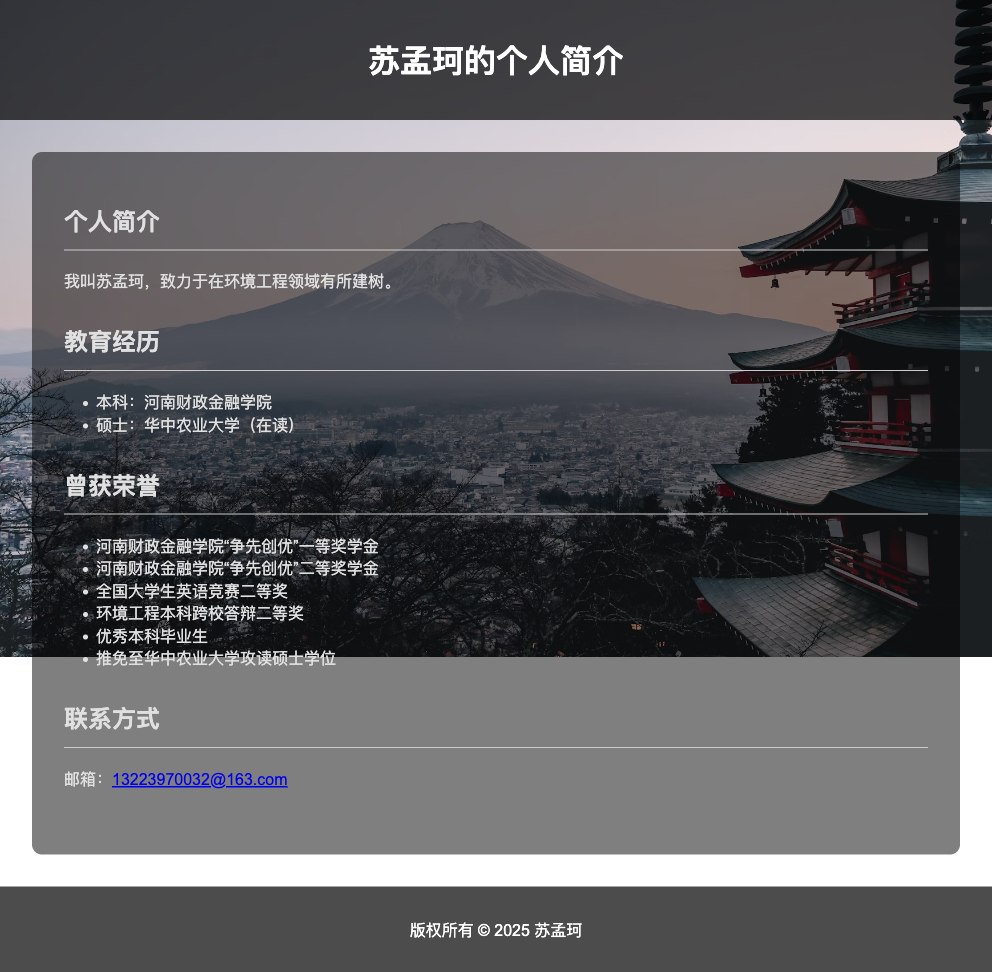 苏孟珂的个人简介
个人简介
我叫苏孟珂，致力于在环境工程领域有所建树。
教育经历
本科：河南财政金融学院
硕士：华中农业大学（在读）
曾获荣誉
河南财政金融学院“争先创优”一等奖学金
河南财政金融学院“争先创优”二等奖学金
全国大学生英语竞赛二等奖
环境工程本科跨校答辩二等奖
优秀本科毕业生
推免至华中农业大学攻读硕士学位
联系方式
邮箱：13223970032@163.com
版权所有 © 2025 苏孟珂